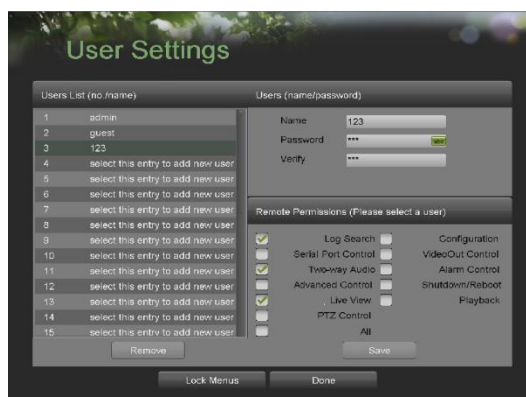 User Settings
Users List (no./name)
1 admin
2 guest
3 123
4 select this entry to add new user
5 select this entry to add new user
6 select this entry to add new user
7 select this entry to add new user
8 select this entry to add new user
9 select this entry to add new user
10 select this entry to add new user
11 select this entry to add new user
12 select this entry to add new user
13 select this entry to add new user
14 select this entry to add new user
15 select this entry to add new user
Remove
Users (name/password)
Name 123
Password ***
Verify ***
Remote Permissions (Please select a user)
Log Search Configuration
Serial Port Control VideoOut Control
Two-way Audio Alarm Control
Advanced Control Shutdown/Reboot
Live View Playback
PTZ Control
All
Save
Lock Menus Done